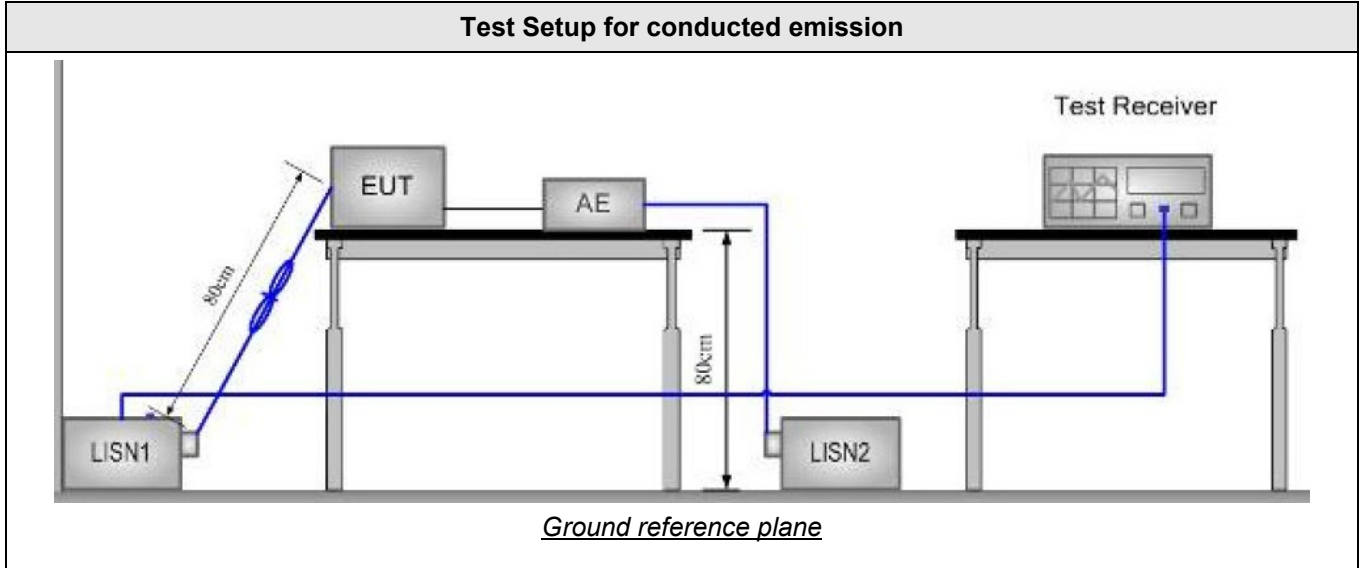 Test Setup for conducted emission
Test Receiver
EUT
AE
80cm
80cm
LISN1
LISN2
Ground reference plane